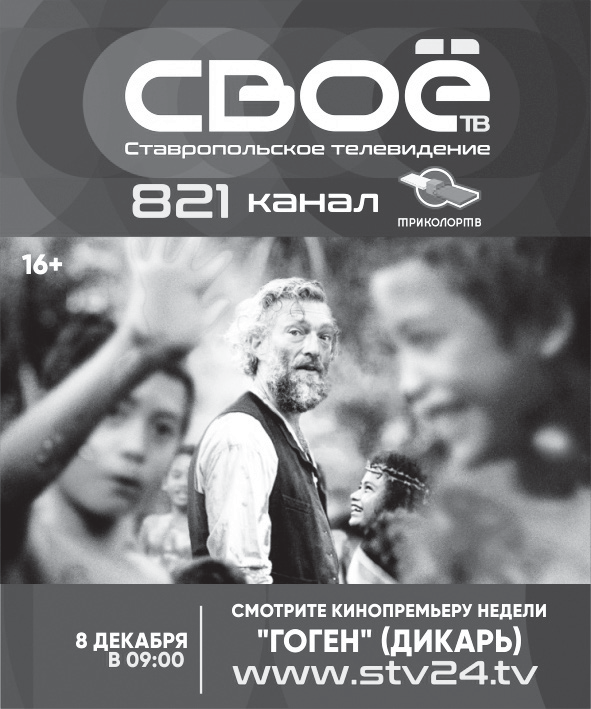 СВОЁ
ТВ
Ставропольское телевидение
821 канал
ТРИКОЛОРТВ
16+
СМОТРИТЕ КИНОПРЕМЬЕРУ НЕДЕЛИ
8 ДЕКАБРЯ
В 09:00
"ГОГЕН" (ДИКАРЬ)
www.stv24.tv